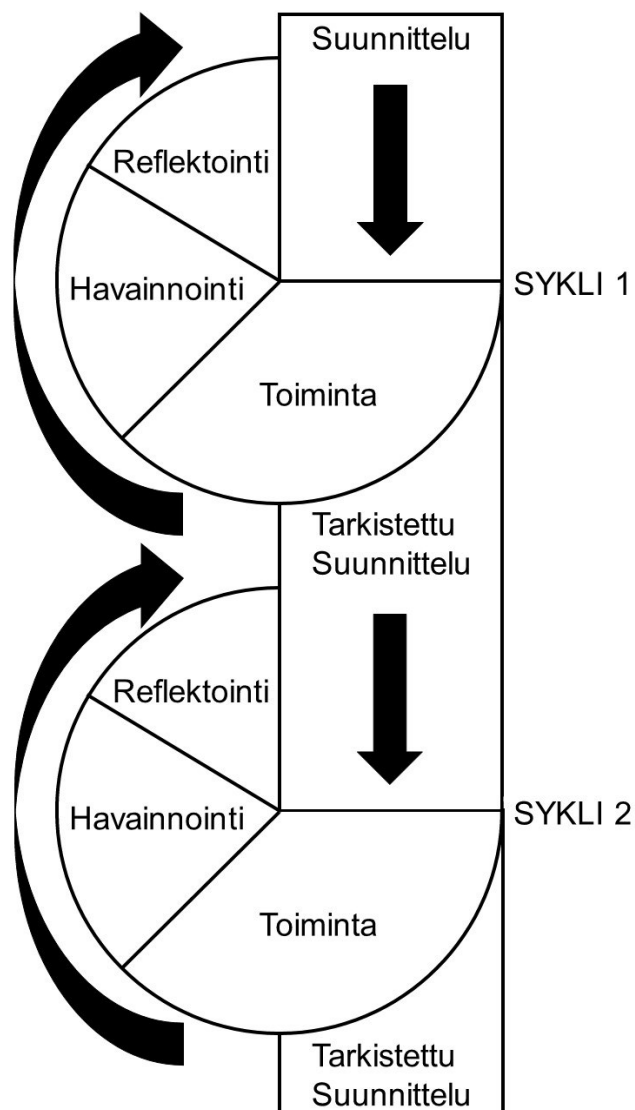 Suunnittelu
Reflektointi
Havainnointi
SYKLI 1
Toiminta
Tarkistettu
Suunnittelu
Reflektointi
Havainnointi
SYKLI 2
Toiminta
Tarkistettu
Suunnittelu